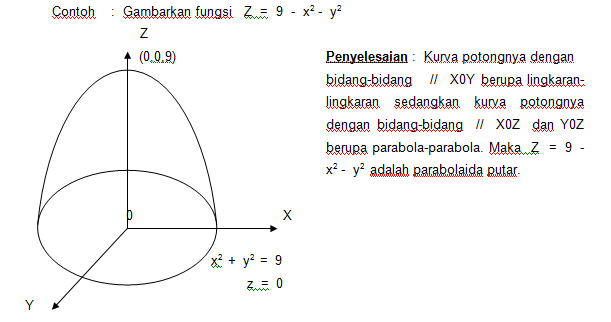 Contoh : Gambarkan fungsi Z = 9 - x² - y²
Z
(0,0,9)
0
X
x² + y² = 9
z = 0
Y
Penyelesaian : Kurva potongnya dengan
bidang-bidang // X0Y berupa lingkaran-
lingkaran sedangkan kurva potongnya
dengan bidang-bidang // X0Z dan Y0Z
berupa parabola-parabola. Maka Z = 9 -
x² - y² adalah parabolaida putar.